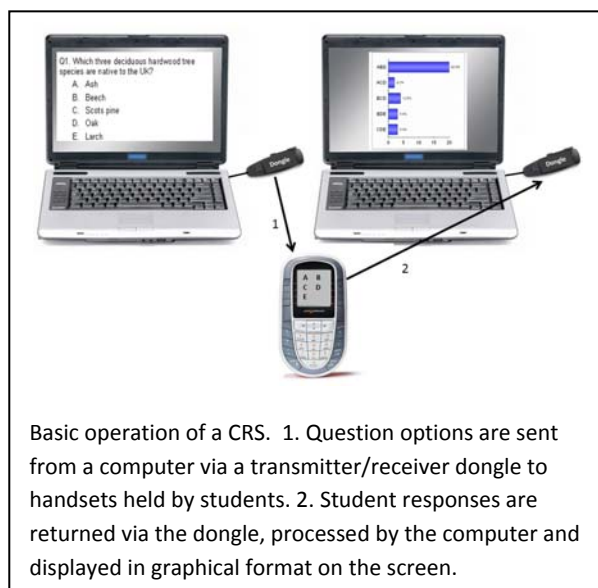 Q1. Which three deciduous hardwood tree
species are native to the UK?
A. Ash
B. Beech
C. Scots pine
D. Oak
E. Larch
Dongle
ABD
ACD
BCD
BDE
CDE
0 5 10 15 20
Dongle
1
2
A B
C D
E
Basic operation of a CRS. 1. Question options are sent
from a computer via a transmitter/receiver dongle to
handsets held by students. 2. Student responses are
returned via the dongle, processed by the computer and
displayed in graphical format on the screen.